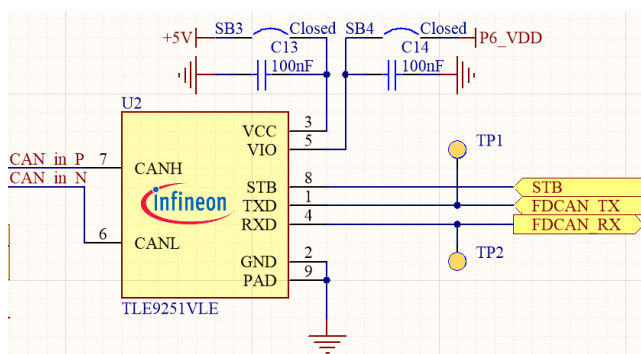 +5V SB3 Closed SB4 Closed P6_VDD
C13 C14
100nF 100nF
U2
VCC 3
VIO 5
TP1
CAN_in_P 7 CANH
CAN_in_N
infineon
STB 8 STB
TXD 1 FDCAN_TX
RXD 4 FDCAN_RX
6 CANL
TP2
GND 2
PAD 9
TLE9251VLE